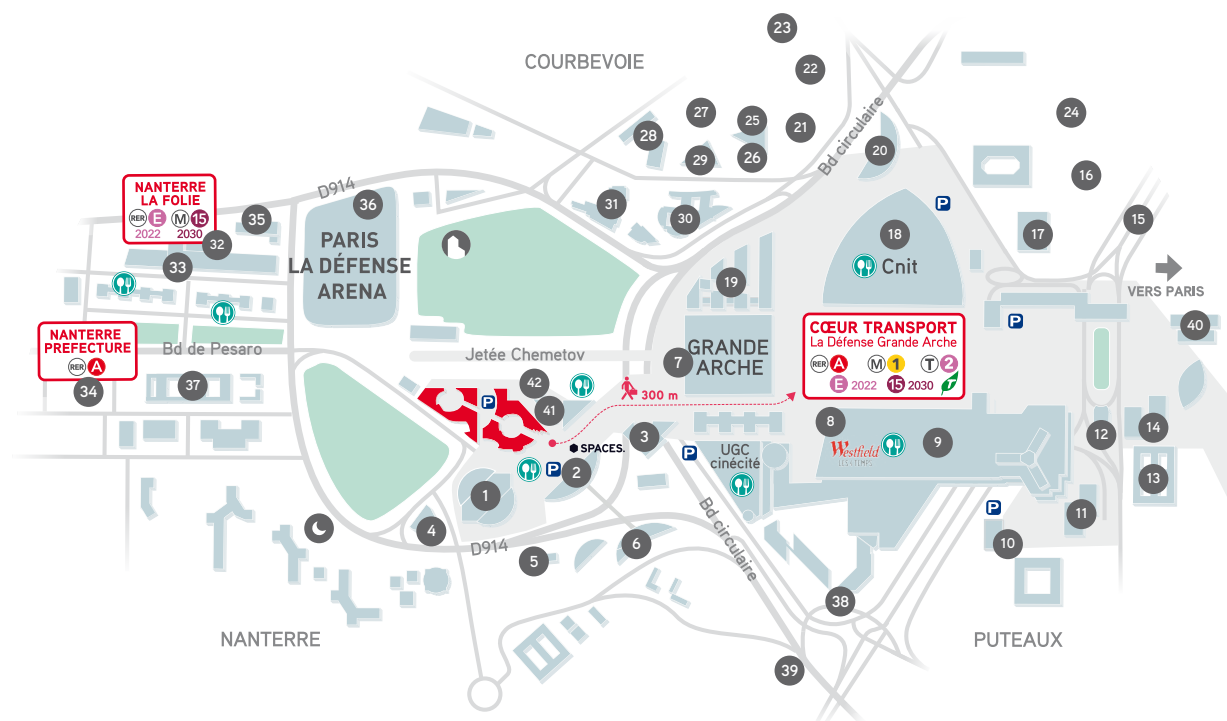 23
COURBEVOIE
22
27
25
21
28
24
Bd circulaire
20
29
26
16
NANTERRE
LA FOLIE
RER E M 15
2022 2030
D914
36
35
31
30
P
15
32
33
PARIS
LA DÉFENSE
ARENA
18
Cnit
17
19
VERS PARIS
P
40
NANTERRE
PREFECTURE
RER A
34
Bd de Pesaro
37
Jetée Chemetov
7
GRANDE
ARCHE
CŒUR TRANSPORT
La Défense Grande Arche
RER A M 1 T 2
E 2022 15 2030 T
42
41
P
300 m
8
9
Westfield
LES 4 TEMPS
3
SPACES.
UGC
cinécité
P
12
14
13
P
2
1
4
D914
5
6
Bd circulaire
P
11
10
38
39
NANTERRE
PUTEAUX